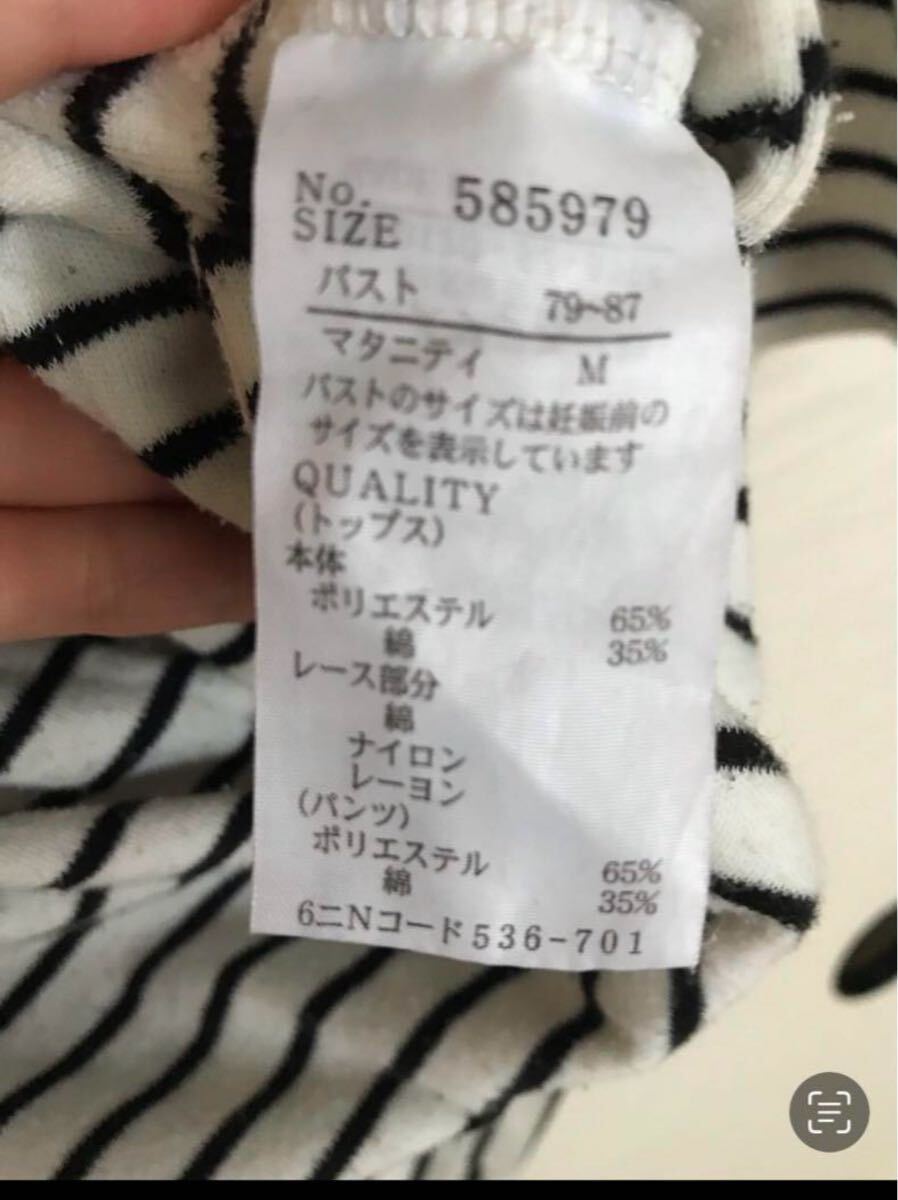 No. 585979
SIZE
バスト 79~87
マタニティ M
バストのサイズは妊娠前の
サイズを表示しています
QUALITY
(トップス)
本体
ポリエステル 65%
綿 35%
レース部分
綿
ナイロン
レーヨン
(パンツ)
ポリエステル 65%
綿 35%
6ニNコード536-701